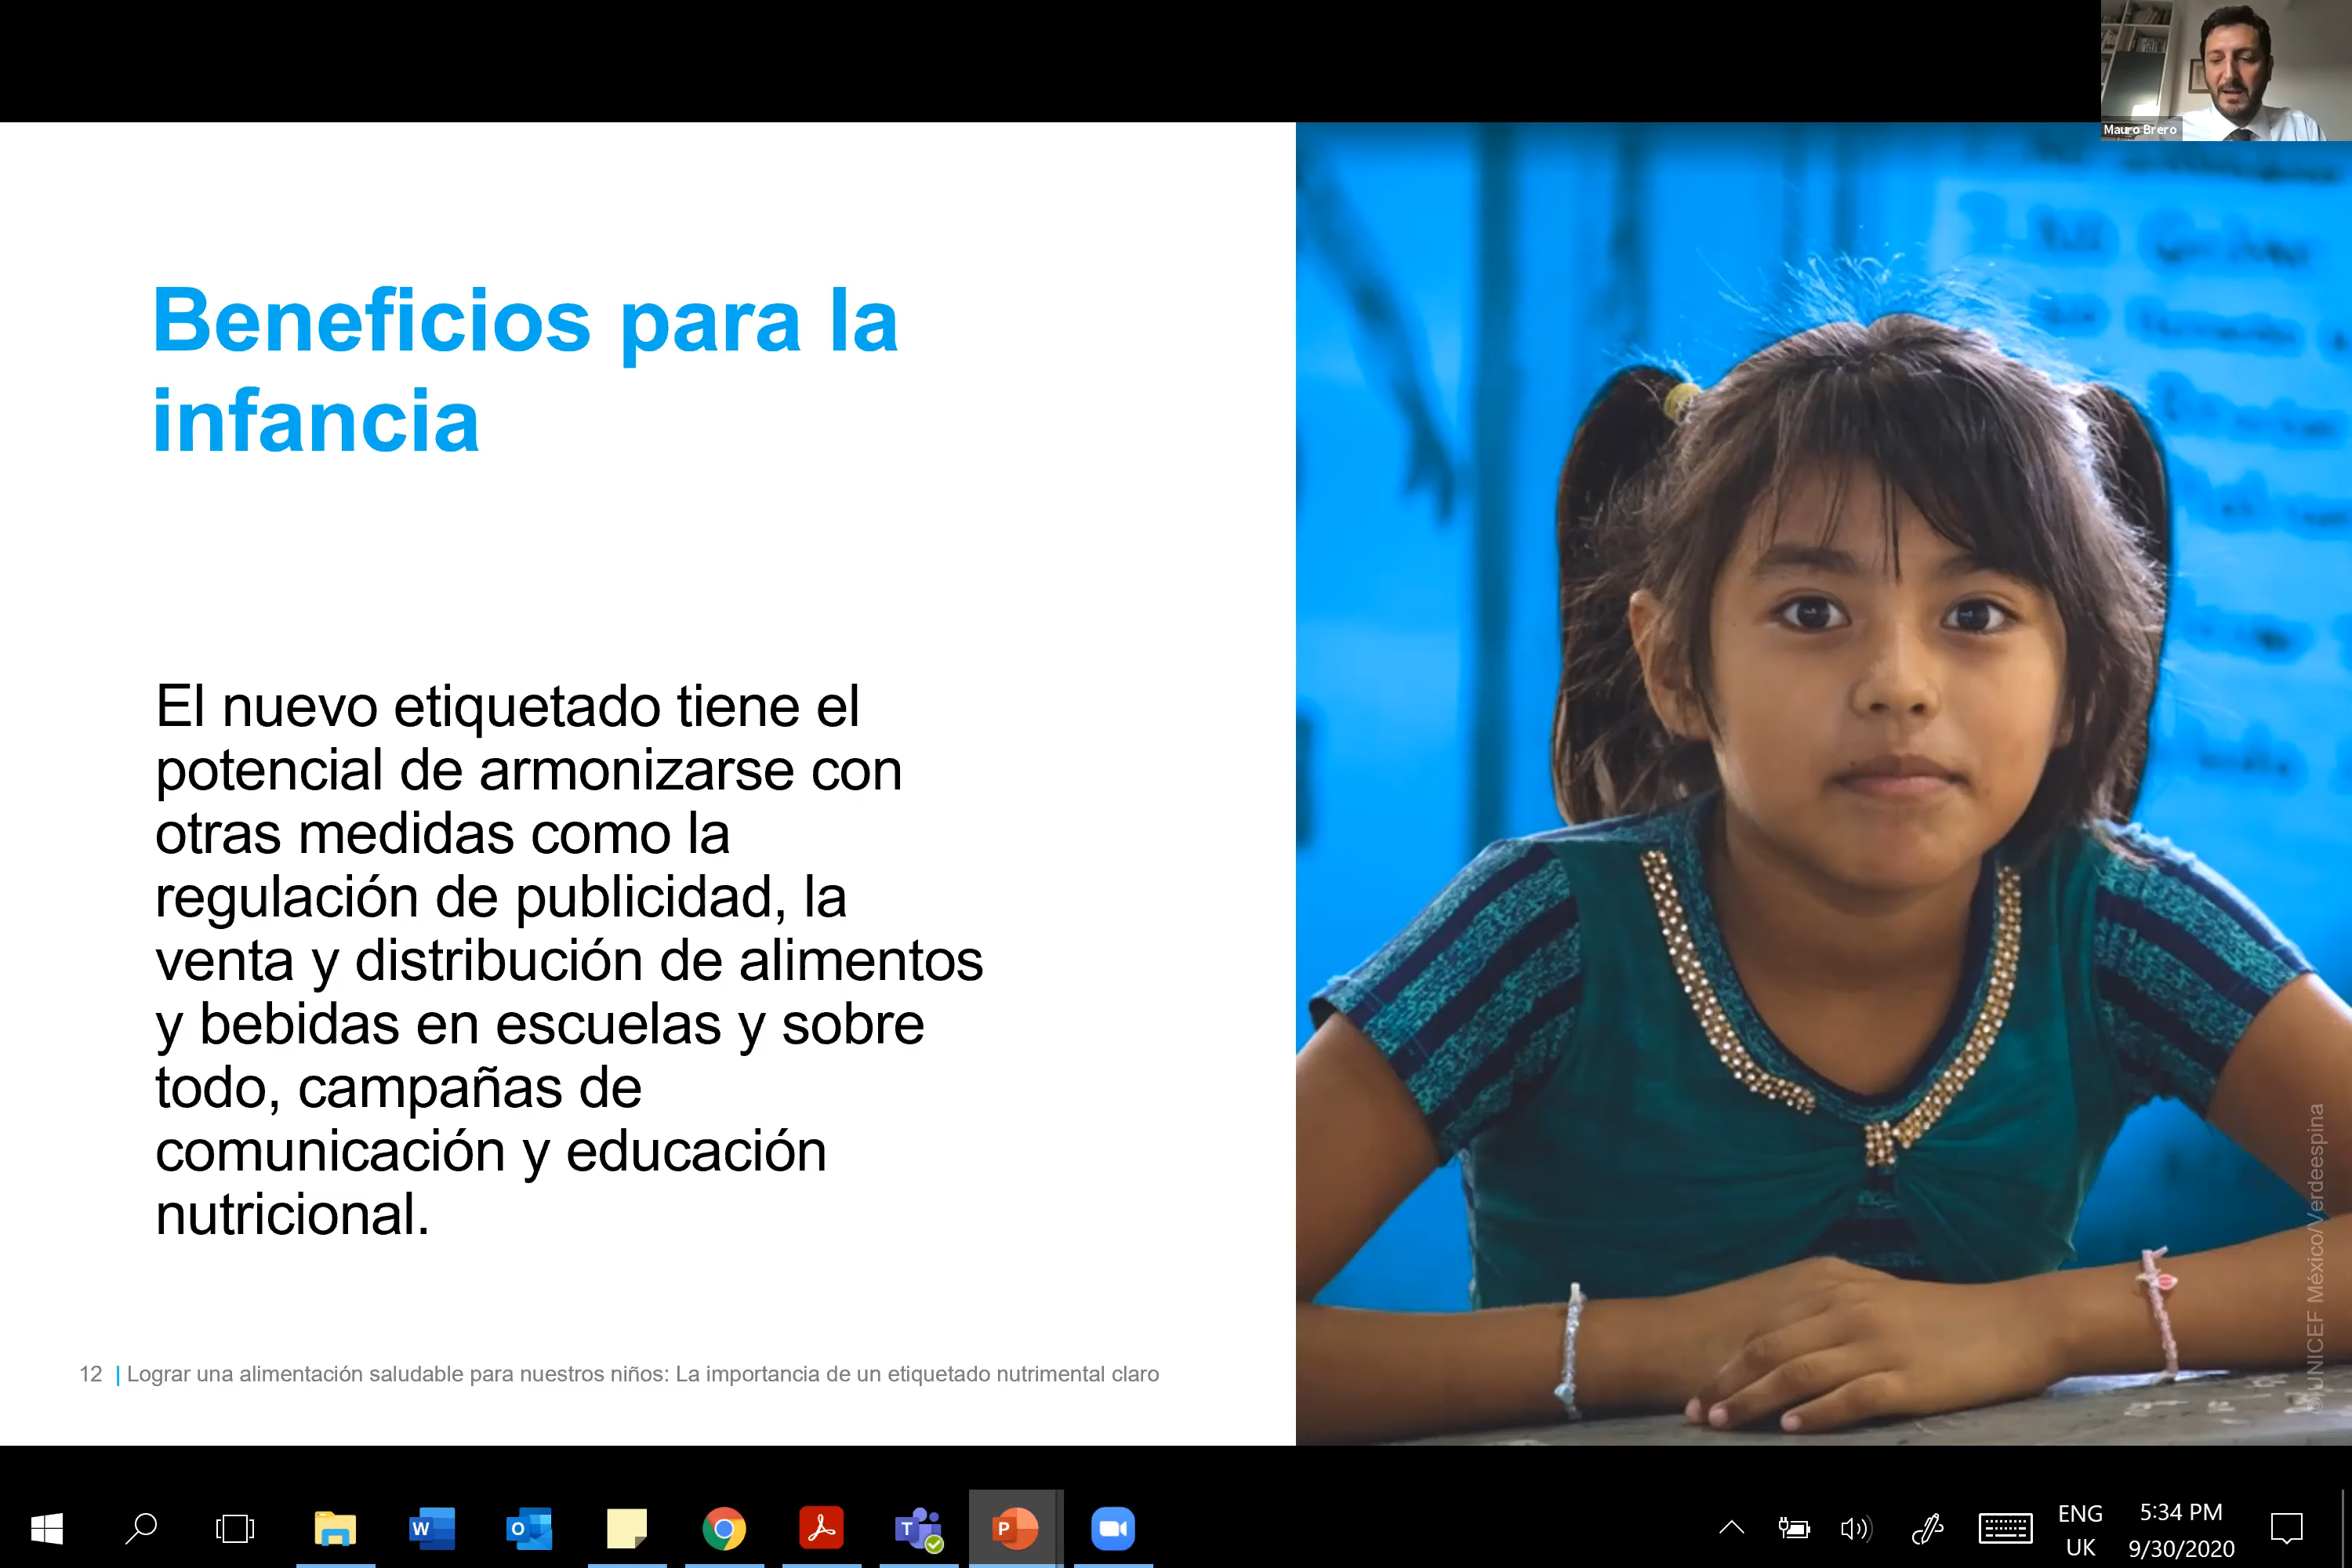 Mauro Brero
Beneficios para la
infancia
El nuevo etiquetado tiene el
potencial de armonizarse con
otras medidas como la
regulación de publicidad, la
venta y distribución de alimentos
y bebidas en escuelas y sobre
todo, campañas de
comunicación y educación
nutricional.
12 | Lograr una alimentación saludable para nuestros niños: La importancia de un etiquetado nutrimental claro
© UNICEF México/Verdeespina
ENG
UK
5:34 PM
9/30/2020